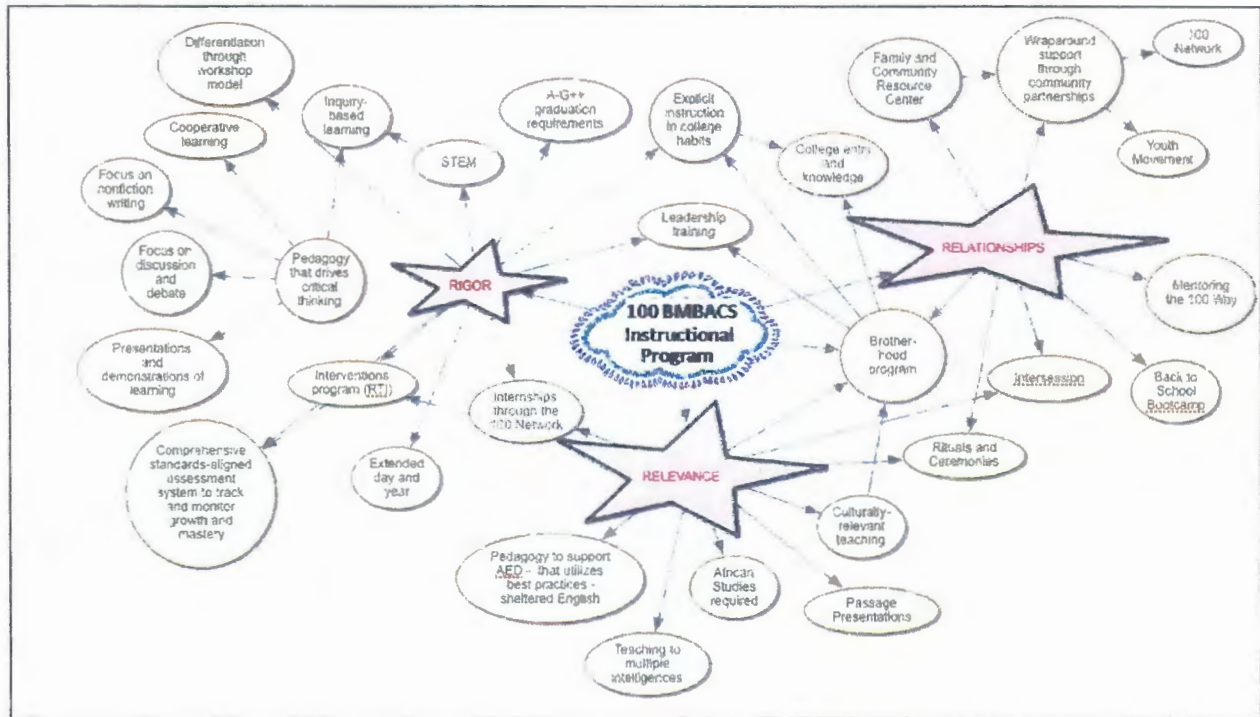 Differentiation
through
workshop
model
Inquiry-
based
learning
A-G++
graduation
requirements
Explicit
instruction
in college
habits
Family and
Community
Resource
Center
Wraparound
support
through
community
partnerships
100
Network
Cooperative
learning
STEM
College entry
and
knowledge
Youth
Movement
Focus on
nonfiction
writing
Leadership
training
RELATIONSHIPS
Focus on
discussion
and
debate
Pedagogy
that drives
critical
thinking
RIGOR
100 BMBACS
Instructional
Program
Mentoring
the 100 Way
Presentations
and
demonstrations of
learning
Interventions
program (RTI)
Internships
through the
100 Network
Brother-
hood
program
Intersession
Back to
School
Bootcamp
Comprehensive
standards-aligned
assessment
system to track
and monitor
growth and
mastery
Extended
day and
year
RELEVANCE
Rituals and
Ceremonies
Culturally-
relevant
teaching
Pedagogy to support
that utilizes
best practices -
sheltered English
African
Studies
required
Passage
Presentations
Teaching to
multiple
intelligences